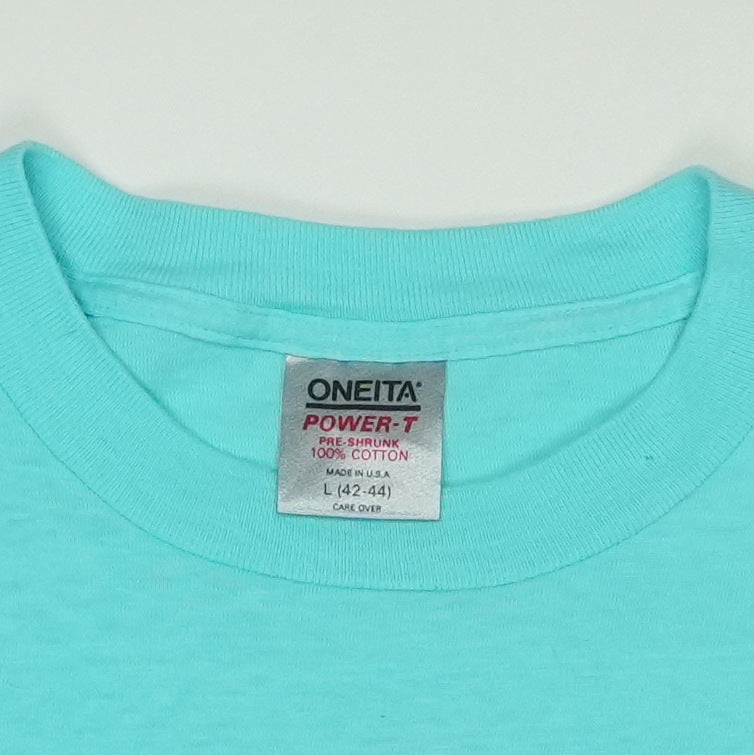 ONEITA®
POWER-T
PRE-SHRUNK
100% COTTON
MADE IN U.S.A
L (42-44)
CARE OVER